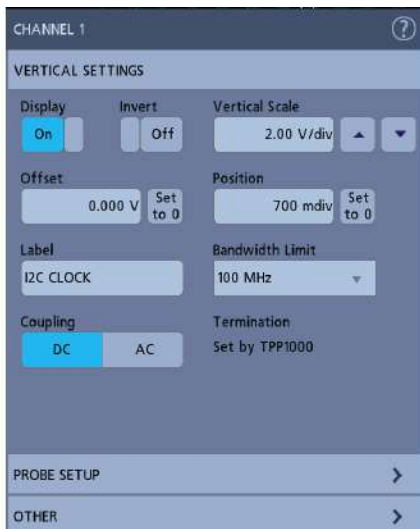 CHANNEL 1 ?
VERTICAL SETTINGS
Display Invert Vertical Scale
On Off 2.00 V/div
Offset Position
0.000 V Set to 0 700 mdiv Set to 0
Label Bandwidth Limit
I2C CLOCK 100 MHz
Coupling Termination
DC AC Set by TPP1000
PROBE SETUP
OTHER